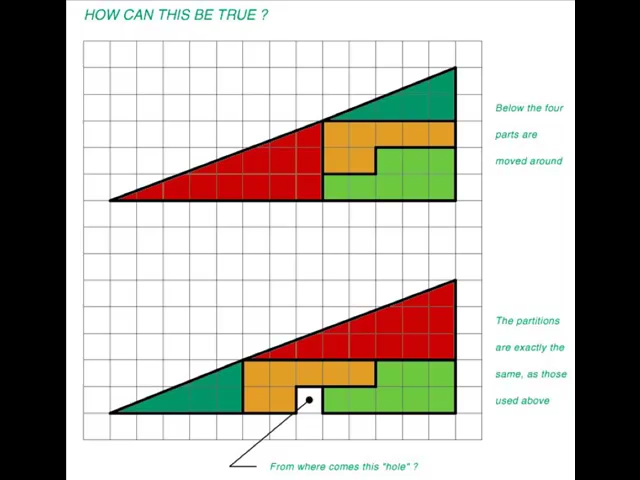 HOW CAN THIS BE TRUE ?
Below the four
parts are
moved around
The partitions
are exactly the
same, as those
used above
From where comes this "hole" ?